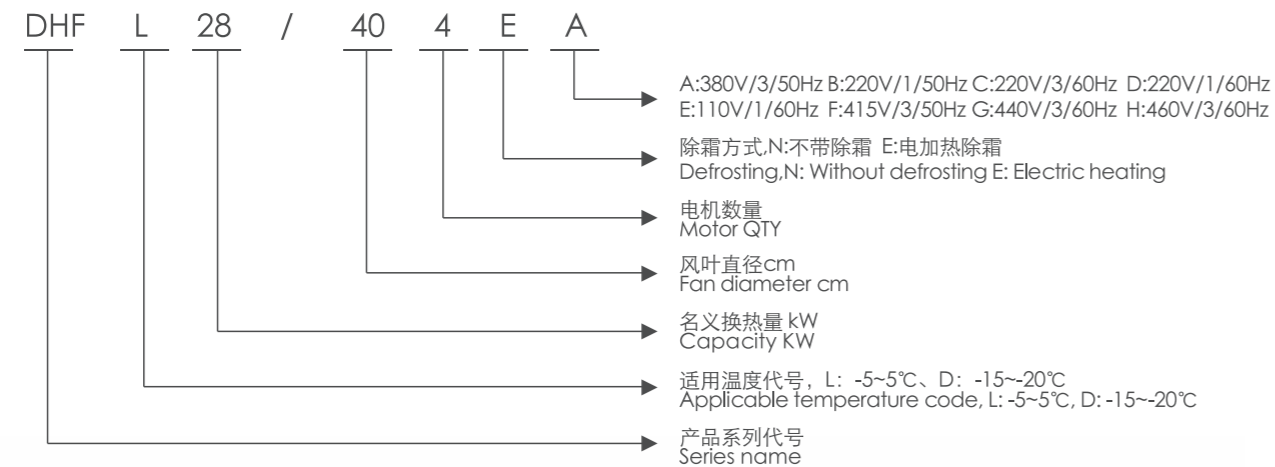 DHF L 28 / 40 4 E A
A:380V/3/50Hz B:220V/1/50Hz C:220V/3/60Hz D:220V/1/60Hz
E:110V/1/60Hz F:415V/3/50Hz G:440V/3/60Hz H:460V/3/60Hz
除霜方式,N:不带除霜 E:电加热除霜
Defrosting,N: Without defrosting E: Electric heating
电机数量
Motor QTY
风叶直径cm
Fan diameter cm
名义换热量 kW
Capacity KW
适用温度代号，L：-5~5℃、D：-15~-20℃
Applicable temperature code, L: -5~5℃, D: -15~-20℃
产品系列代号
Series name